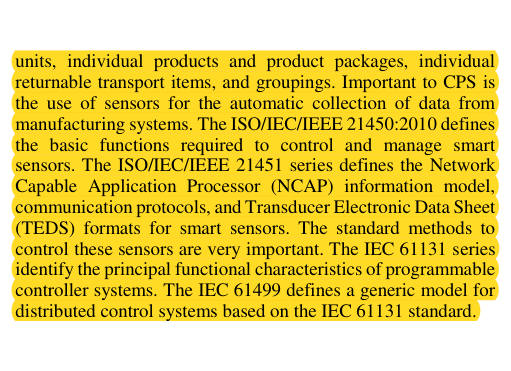 units, individual products and product packages, individual
returnable transport items, and groupings. Important to CPS is
the use of sensors for the automatic collection of data from
manufacturing systems. The ISO/IEC/IEEE 21450:2010 defines
the basic functions required to control and manage smart
sensors. The ISO/IEC/IEEE 21451 series defines the Network
Capable Application Processor (NCAP) information model,
communication protocols, and Transducer Electronic Data Sheet
(TEDS) formats for smart sensors. The standard methods to
control these sensors are very important. The IEC 61131 series
identify the principal functional characteristics of programmable
controller systems. The IEC 61499 defines a generic model for
distributed control systems based on the IEC 61131 standard.